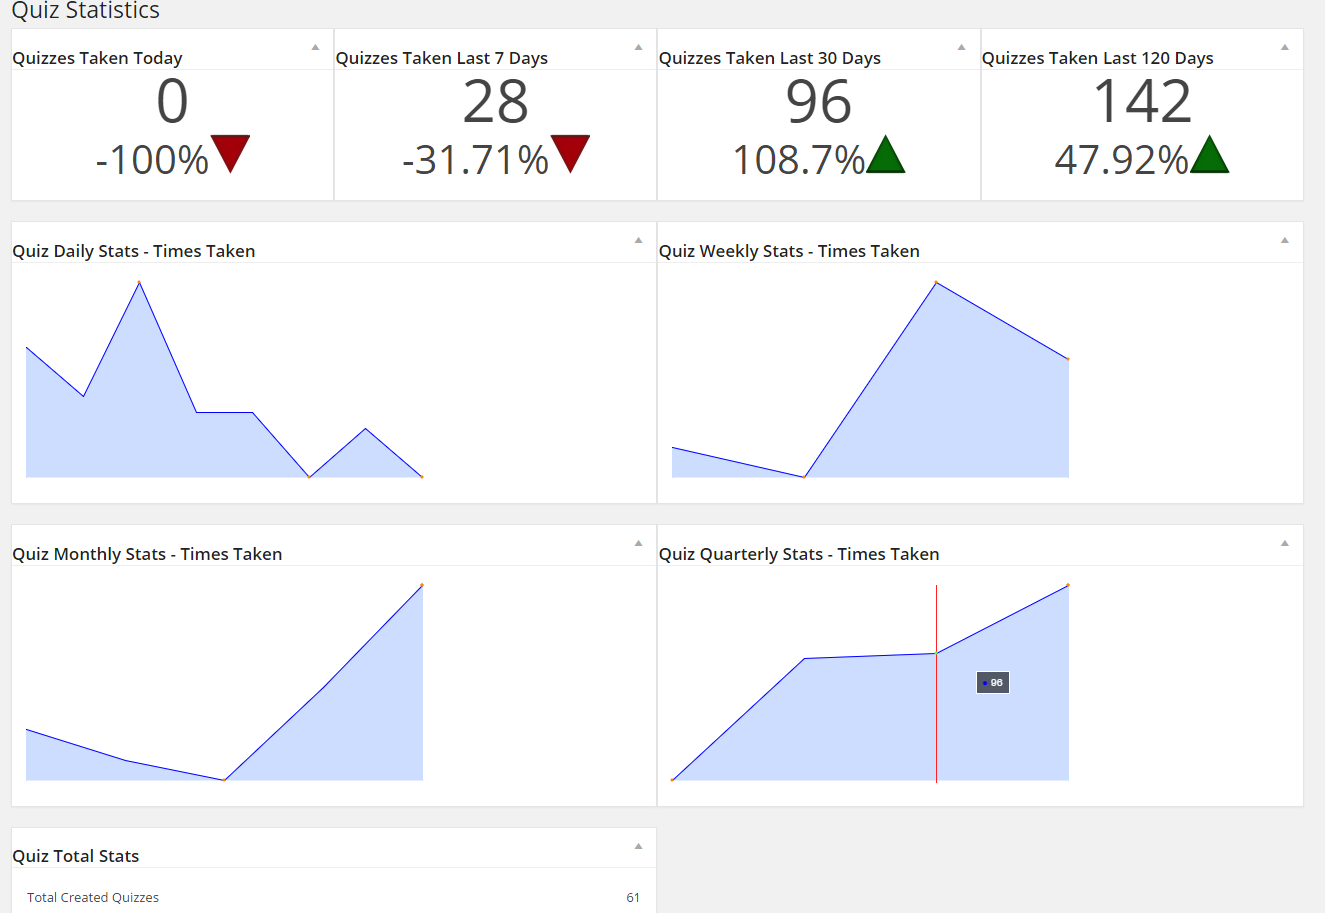 Quiz Statistics
Quizzes Taken Today
0
-100%
Quizzes Taken Last 7 Days
28
-31.71%
Quizzes Taken Last 30 Days
96
108.7%
Quizzes Taken Last 120 Days
142
47.92%
Quiz Daily Stats - Times Taken
Quiz Weekly Stats - Times Taken
Quiz Monthly Stats - Times Taken
Quiz Quarterly Stats - Times Taken
96
Quiz Total Stats
Total Created Quizzes 61